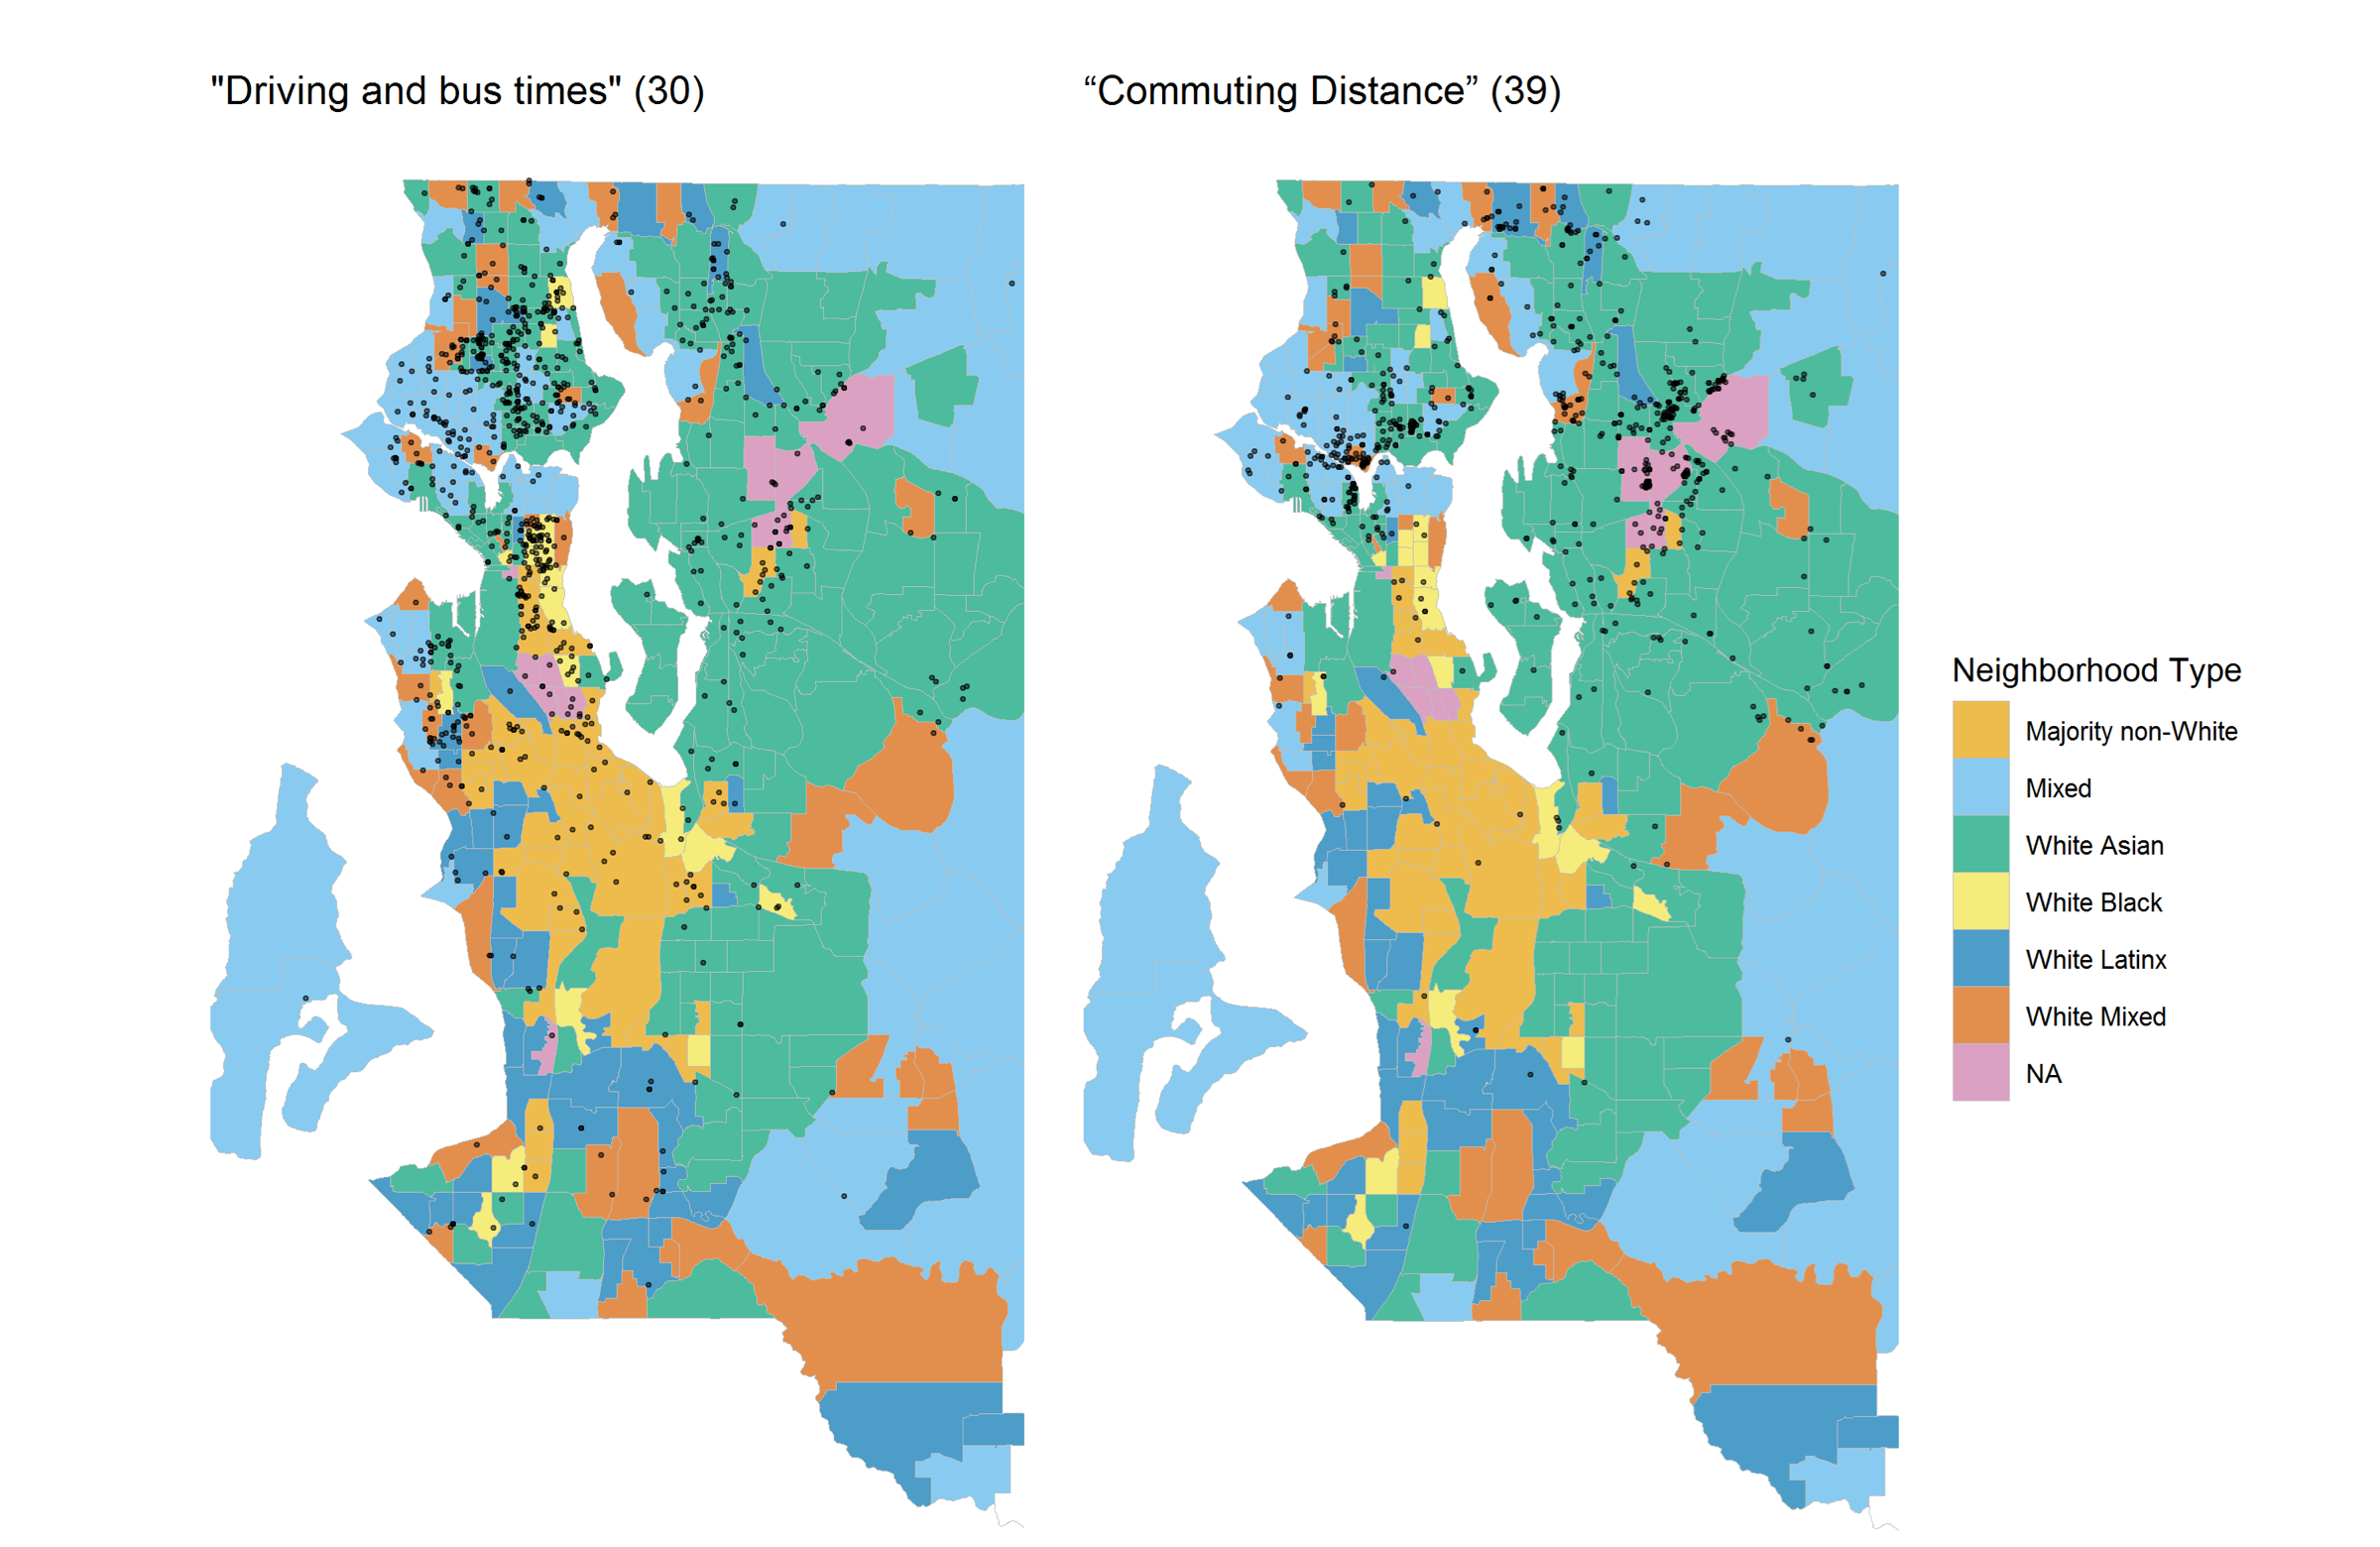 "Driving and bus times" (30)
“Commuting Distance” (39)
Neighborhood Type
Majority non-White
Mixed
White Asian
White Black
White Latinx
White Mixed
NA